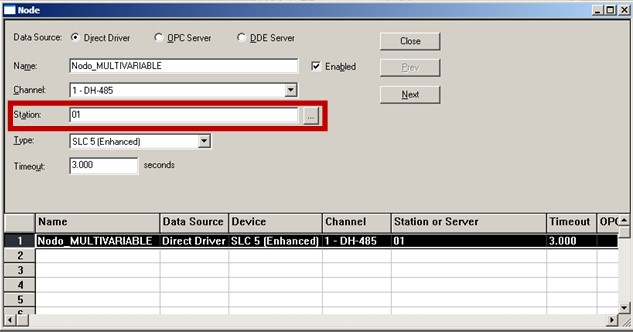 Node
Data Source: Direct Driver OPC Server DDE Server Close
Name: Nodo_MULTIVARIABLE Enabled Prev
Channel: 1 - DH-485 Next
Station: 01 ...
Type: SLC 5 (Enhanced)
Timeout: 3.000 seconds
Name Data Source Device Channel Station or Server Timeout OPC
1 Nodo_MULTIVARIABLE Direct Driver SLC 5 (Enhanced) 1 - DH-485 01 3.000
2
3
4
5
6